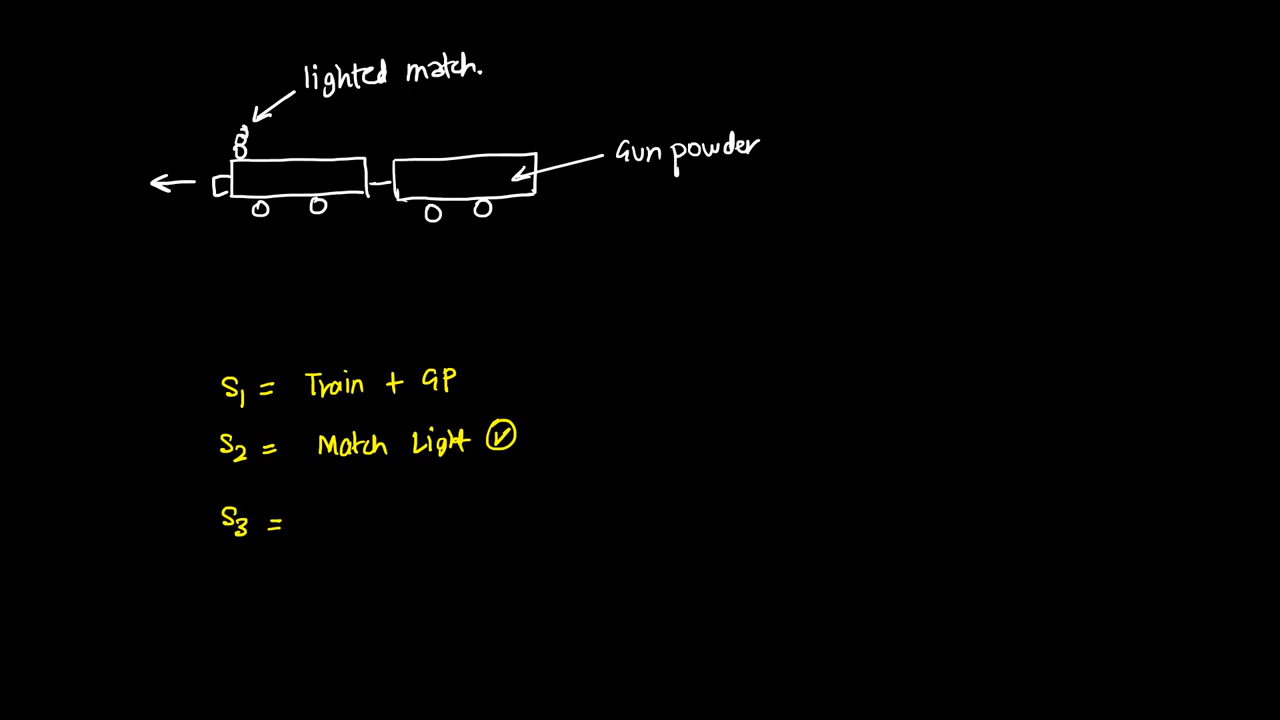 lighted match.
Gun powder
S1 = Train + GP
S2 = Match Light ✓
S3 =